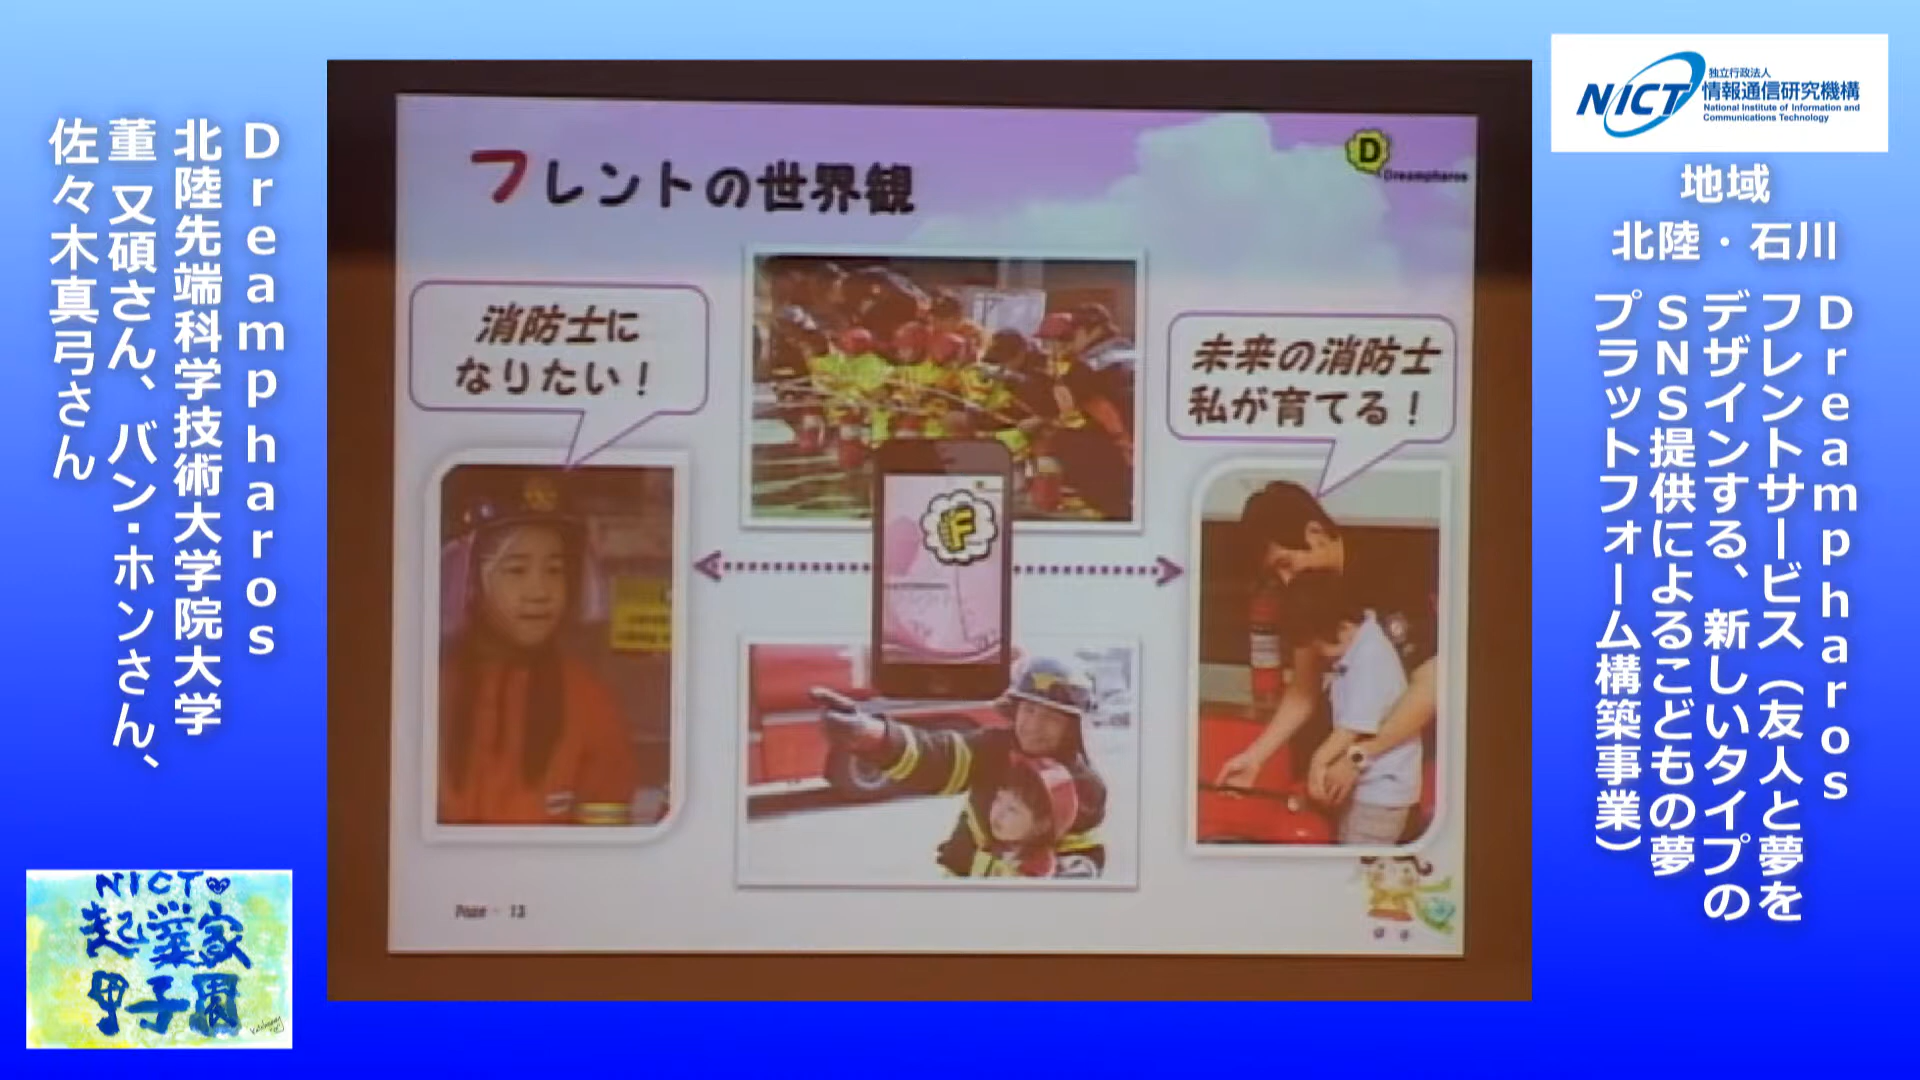 Dreampharos
北陸先端科学技術大学院大学
董 又碩さん、バン・ホンさん、
佐々木真弓さん
NICT
起業家
甲子園
フレントの世界観
D
Dreampharos
消防士に
なりたい！
未来の消防士
私が育てる！
F
Page - 13
NICT
独立行政法人
情報通信研究機構
National Institute of Information and
Communications Technology
地域
北陸・石川
Dreampharos
フレントサービス（友人と夢を
デザインする、新しいタイプの
SNS提供によるこどもの夢
プラットフォーム構築事業）